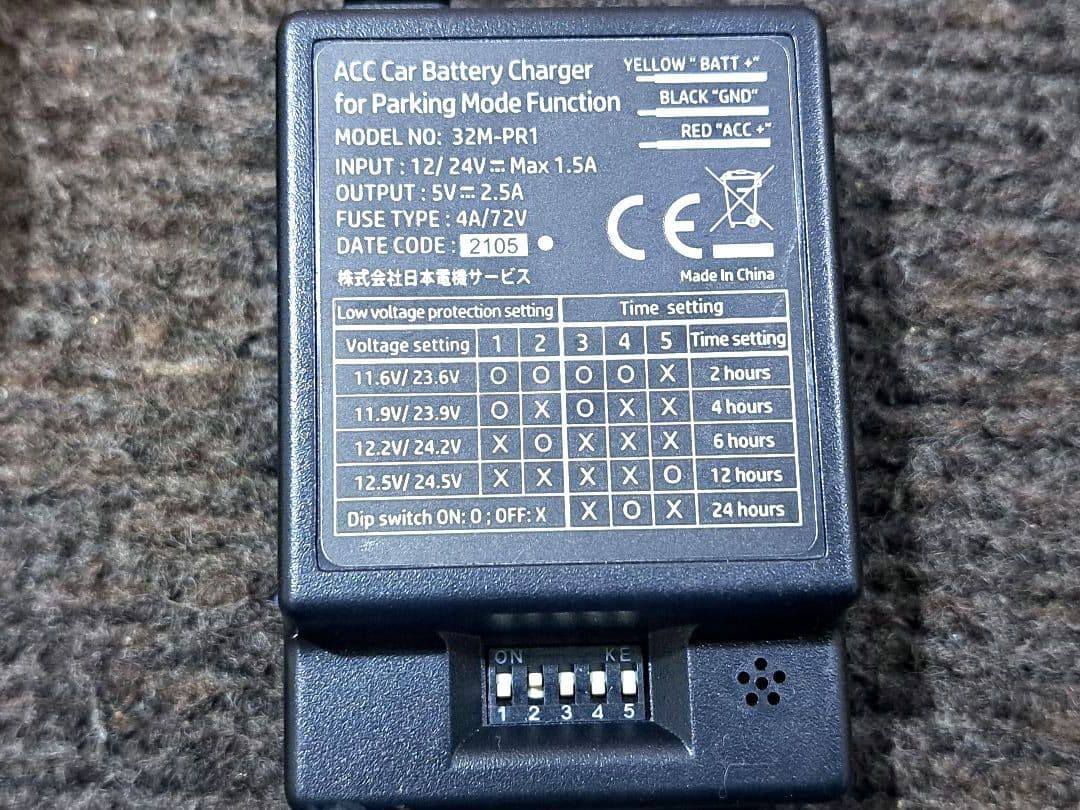 ACC Car Battery Charger
for Parking Mode Function
MODEL NO: 32M-PR1
INPUT : 12/ 24V⎓ Max 1.5A
OUTPUT : 5V⎓ 2.5A
FUSE TYPE : 4A/72V
DATE CODE : 2105
株式会社日本電機サービス
YELLOW " BATT +"
BLACK "GND"
RED "ACC +"
CE
Made In China
Low voltage protection setting Time setting
Voltage setting 1 2 3 4 5 Time setting
11.6V/ 23.6V O O O O X 2 hours
11.9V/ 23.9V O X O X X 4 hours
12.2V/ 24.2V X O X X X 6 hours
12.5V/ 24.5V X X X X O 12 hours
Dip switch ON: O ; OFF: X X O X 24 hours
ON KE
1 2 3 4 5